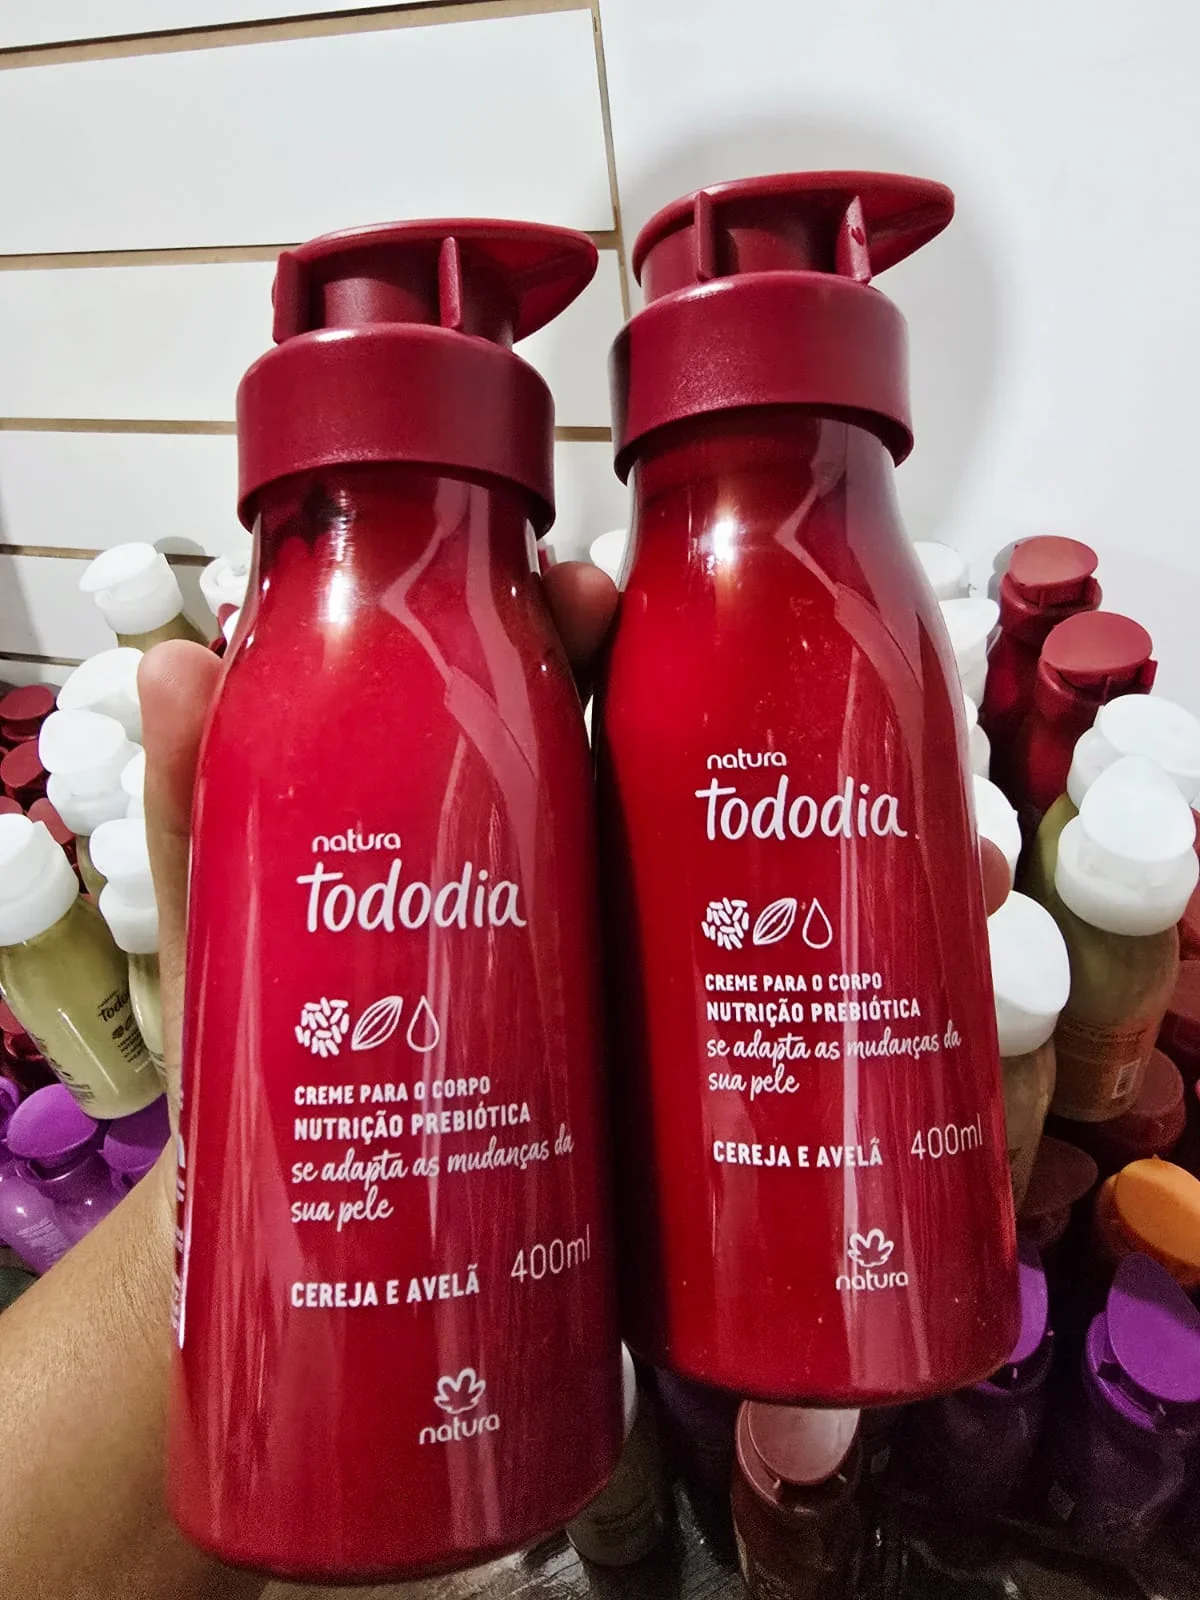 natura
tododia
CREME PARA O CORPO
NUTRIÇÃO PREBIÓTICA
se adapta as mudanças da
sua pele
CEREJA E AVELÃ 400ml
natura
natura
tododia
CREME PARA O CORPO
NUTRIÇÃO PREBIÓTICA
se adapta as mudanças da
sua pele
CEREJA E AVELÃ 400ml
natura